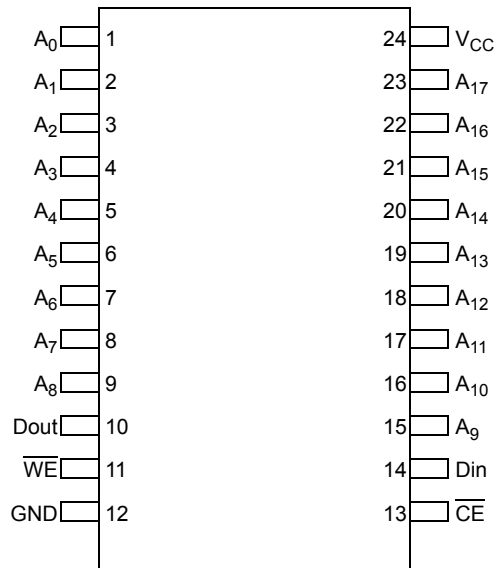 A0 1 24 VCC
A1 2 23 A17
A2 3 22 A16
A3 4 21 A15
A4 5 20 A14
A5 6 19 A13
A6 7 18 A12
A7 8 17 A11
A8 9 16 A10
Dout 10 15 A9
W̅E̅ 11 14 Din
GND 12 13 C̅E̅